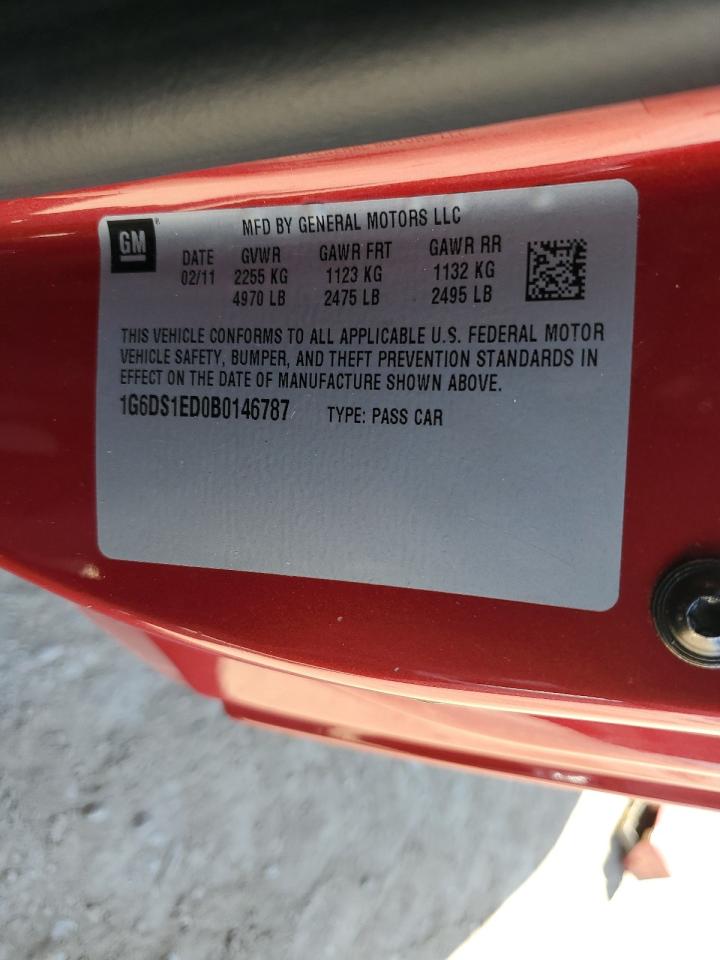 GM®
MFD BY GENERAL MOTORS LLC
DATE GVWR GAWR FRT GAWR RR
02/11 2255 KG 1123 KG 1132 KG
4970 LB 2475 LB 2495 LB
THIS VEHICLE CONFORMS TO ALL APPLICABLE U.S. FEDERAL MOTOR
VEHICLE SAFETY, BUMPER, AND THEFT PREVENTION STANDARDS IN
EFFECT ON THE DATE OF MANUFACTURE SHOWN ABOVE.
1G6DS1ED0B0146787 TYPE: PASS CAR